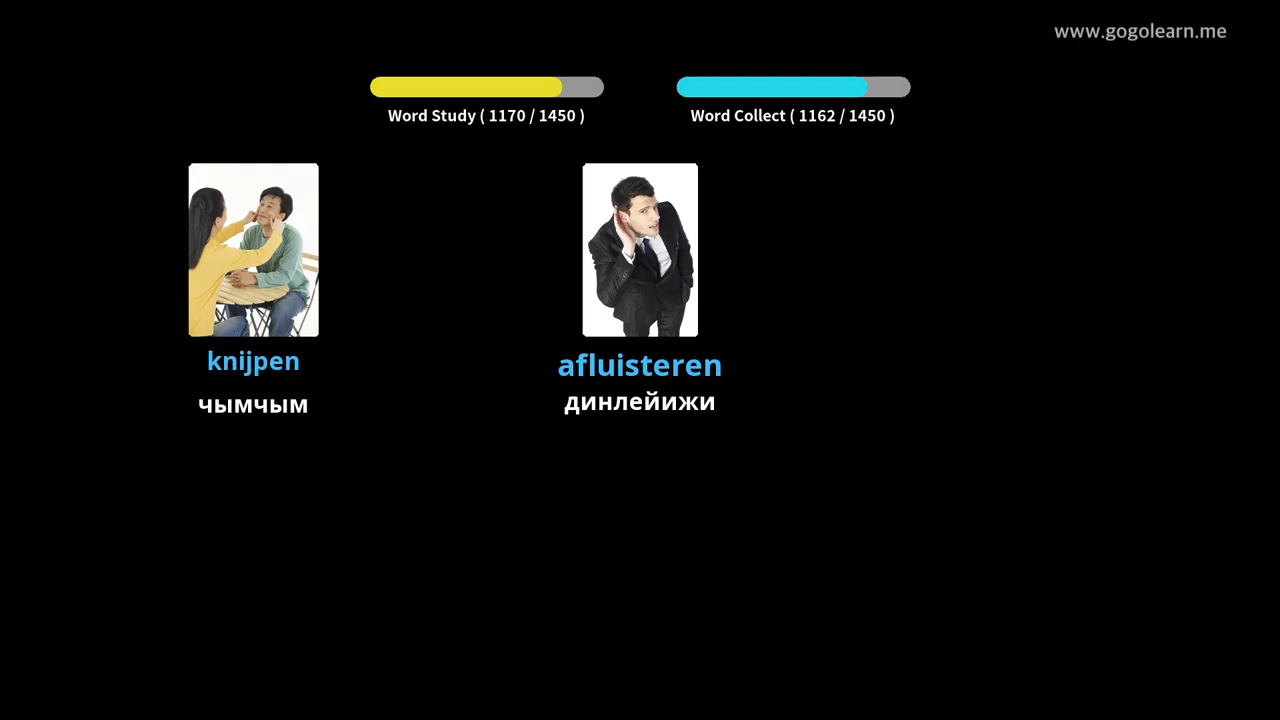 www.gogolearn.me
Word Study ( 1170 / 1450 )
Word Collect ( 1162 / 1450 )
knijpen
чымчым
afluisteren
динлейижи